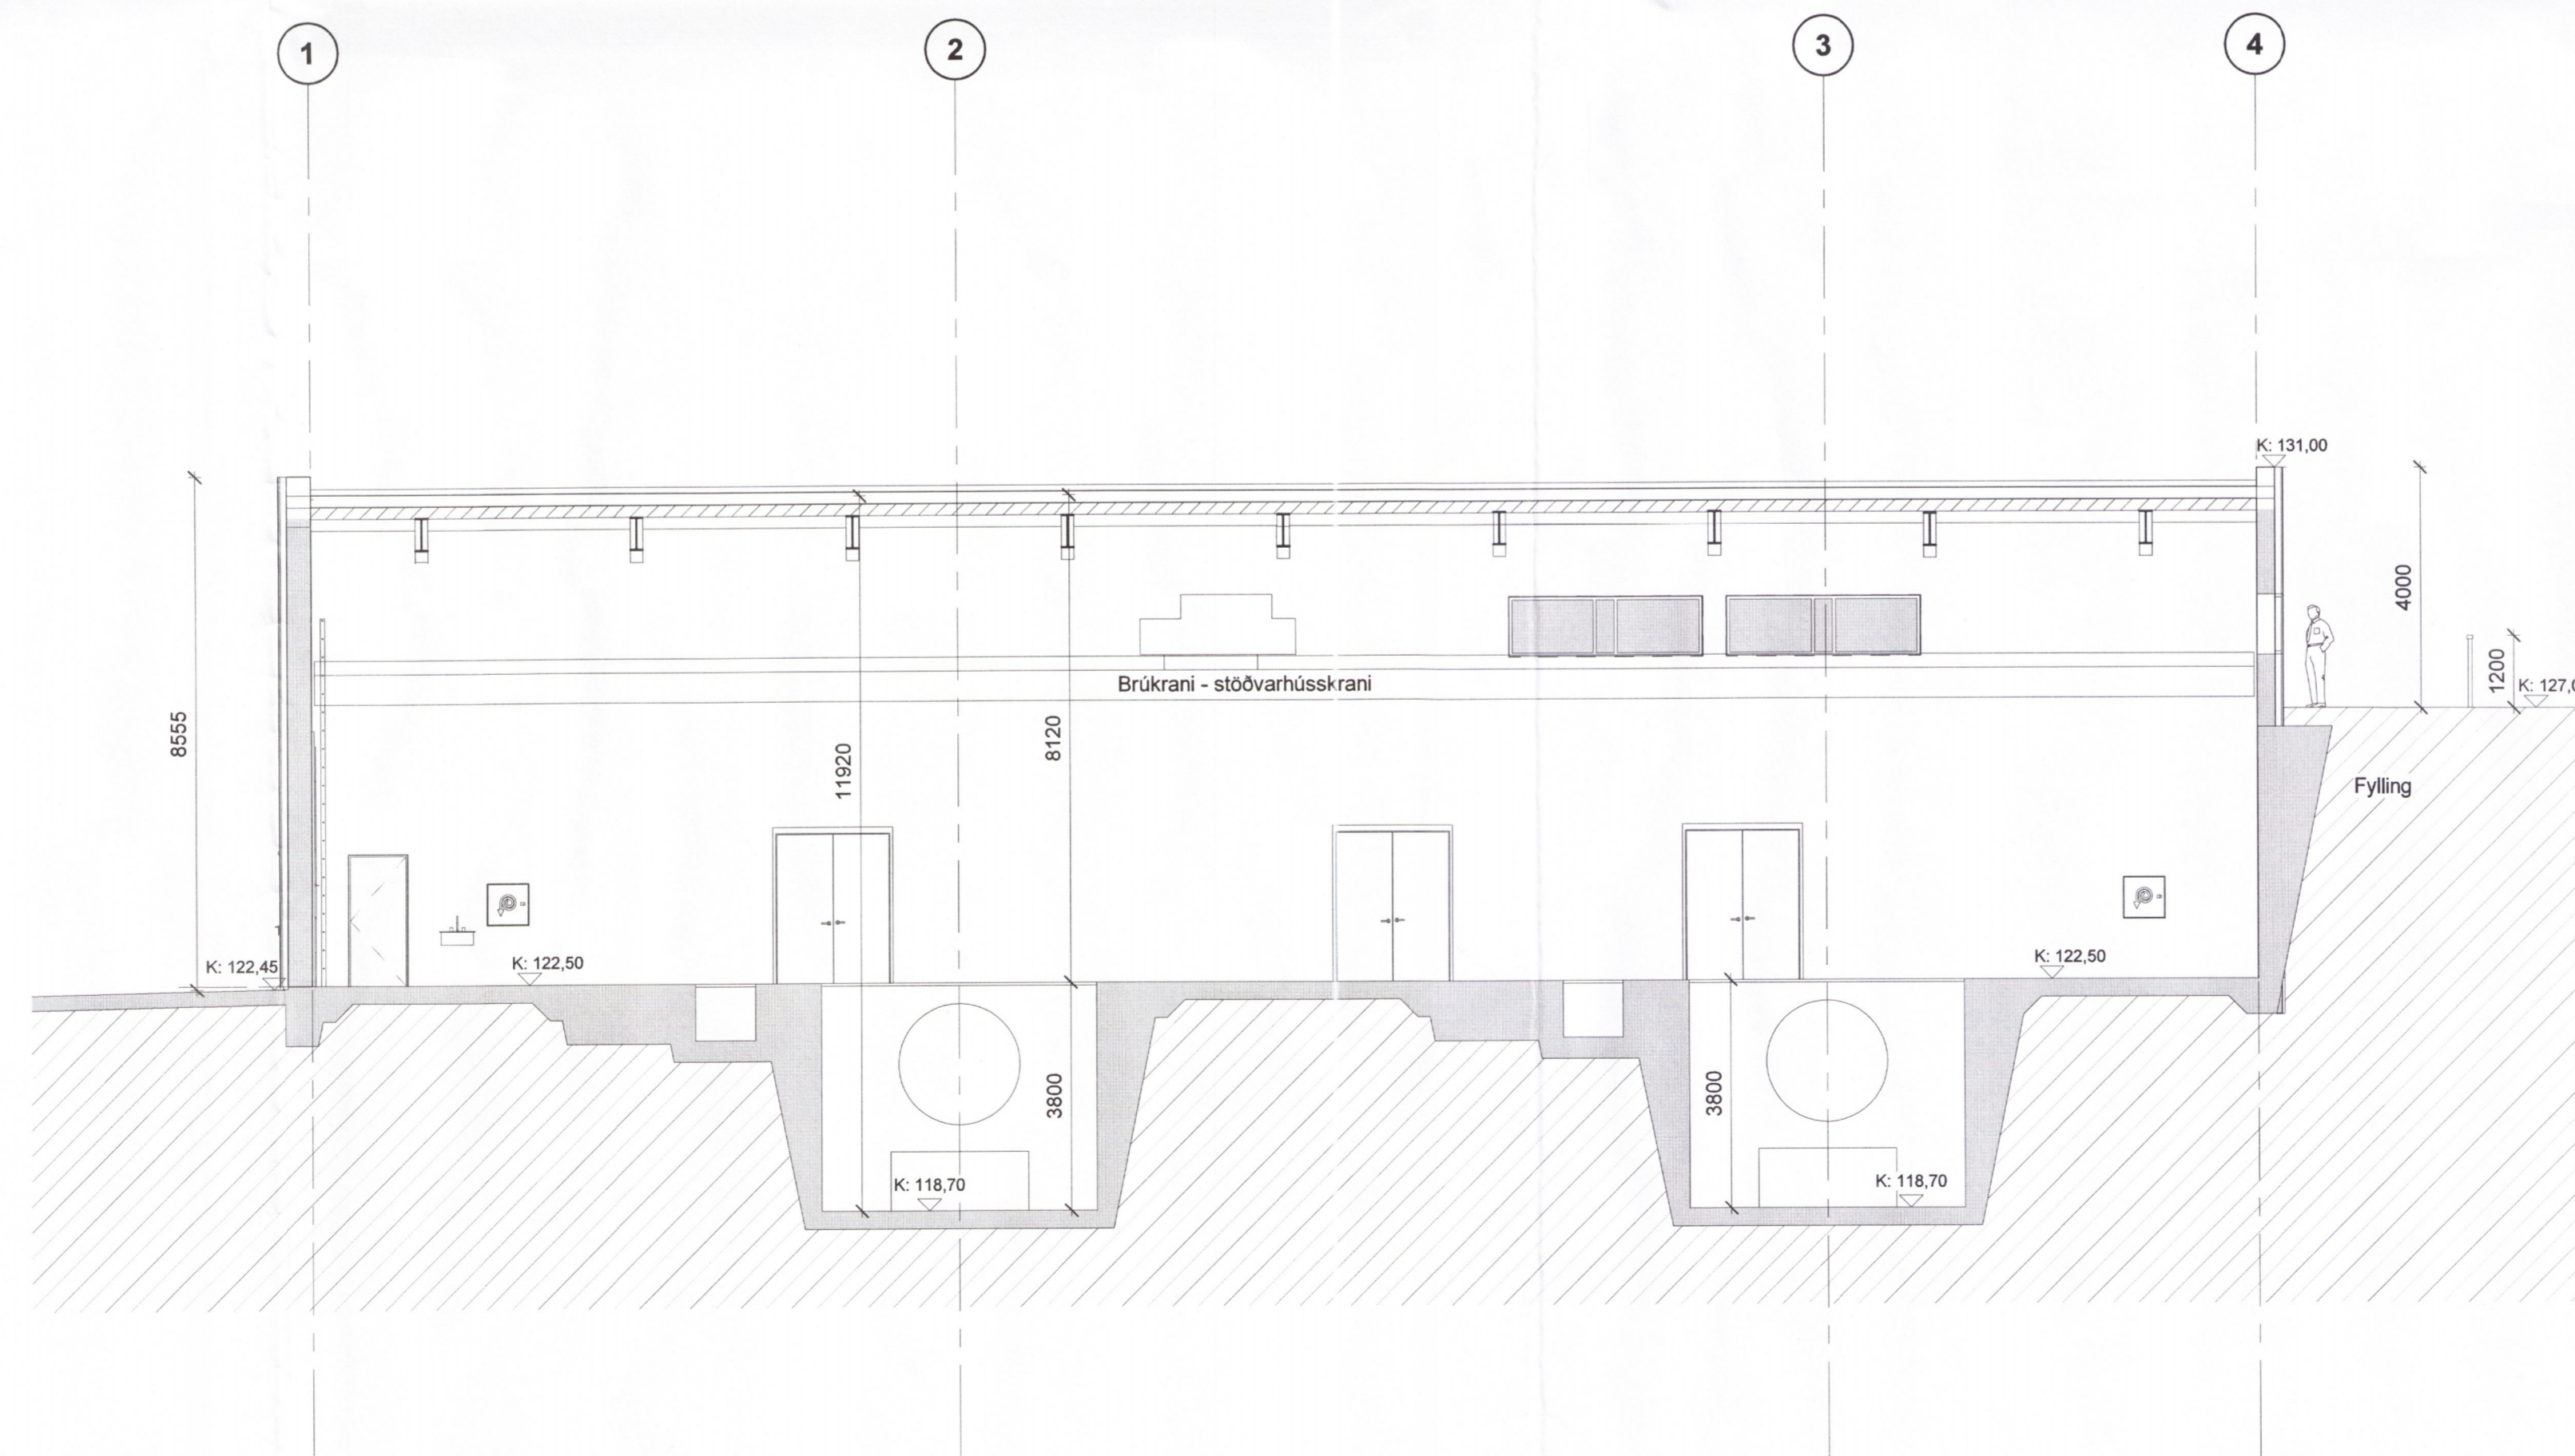 1
2
3
4
K: 131,00
4000
1200
K: 127,0
Brúkrani - stöðvarhússkrani
8555
11920
8120
Fylling
K: 122,45
K: 122,50
K: 122,50
3800
3800
K: 118,70
K: 118,70